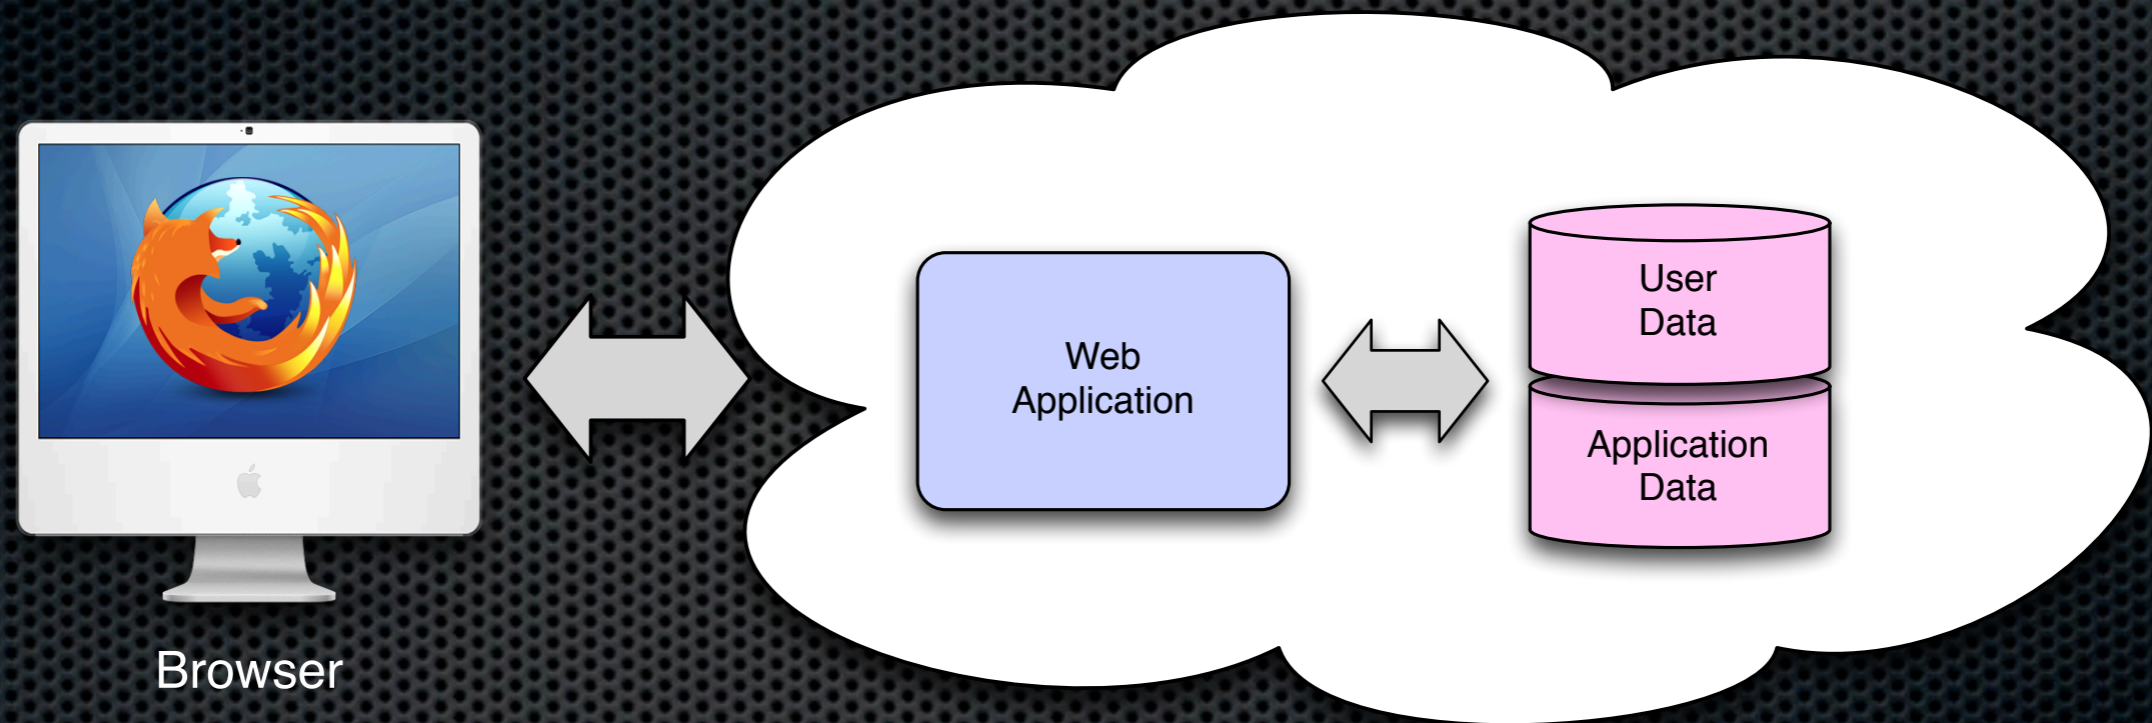 Browser
Web
Application
User
Data
Application
Data